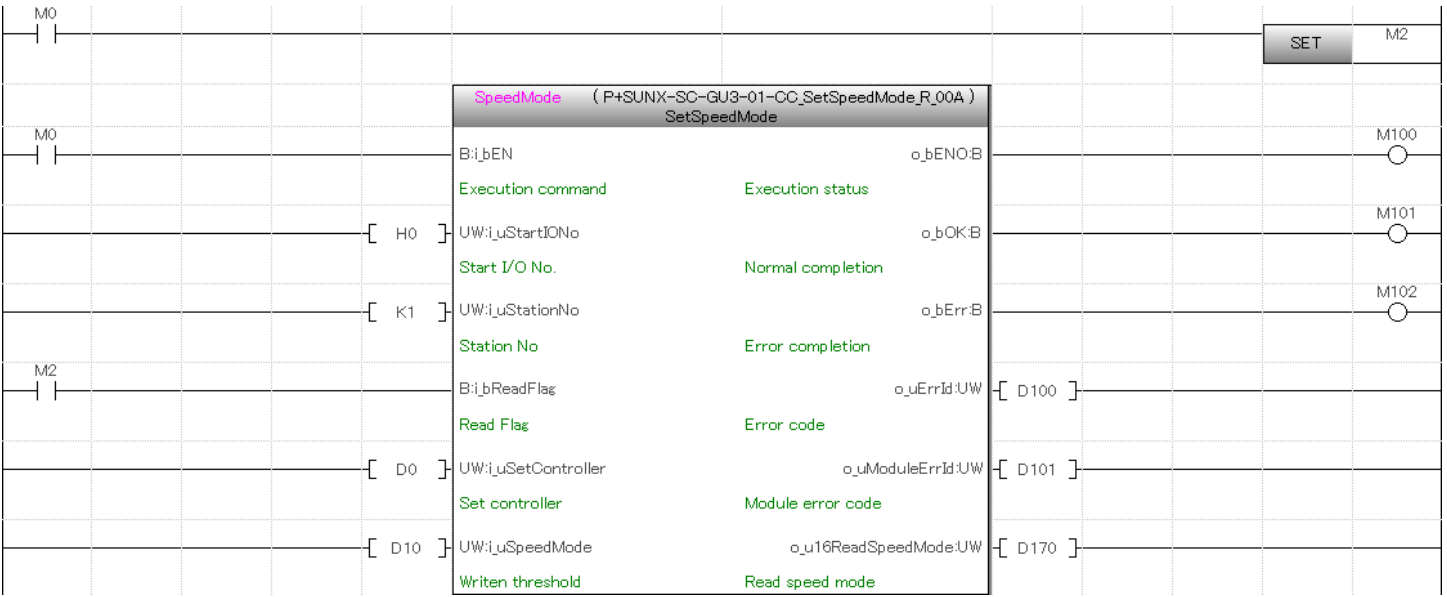 M0
SET M2
SpeedMode (P+SUNX-SC-GU3-01-CC_SetSpeedMode_R_00A)
SetSpeedMode
M0 M100
B:i_bEN o_bENO:B
Execution command Execution status
M101
H0 UW:i_uStartIONo o_bOK:B
Start I/O No. Normal completion
M102
K1 UW:i_uStationNo o_bErr:B
Station No Error completion
M2
B:i_bReadFlag o_uErrId:UW D100
Read Flag Error code
D0 UW:i_uSetController o_uModuleErrId:UW D101
Set controller Module error code
D10 UW:i_uSpeedMode o_u16ReadSpeedMode:UW D170
Writen threshold Read speed mode